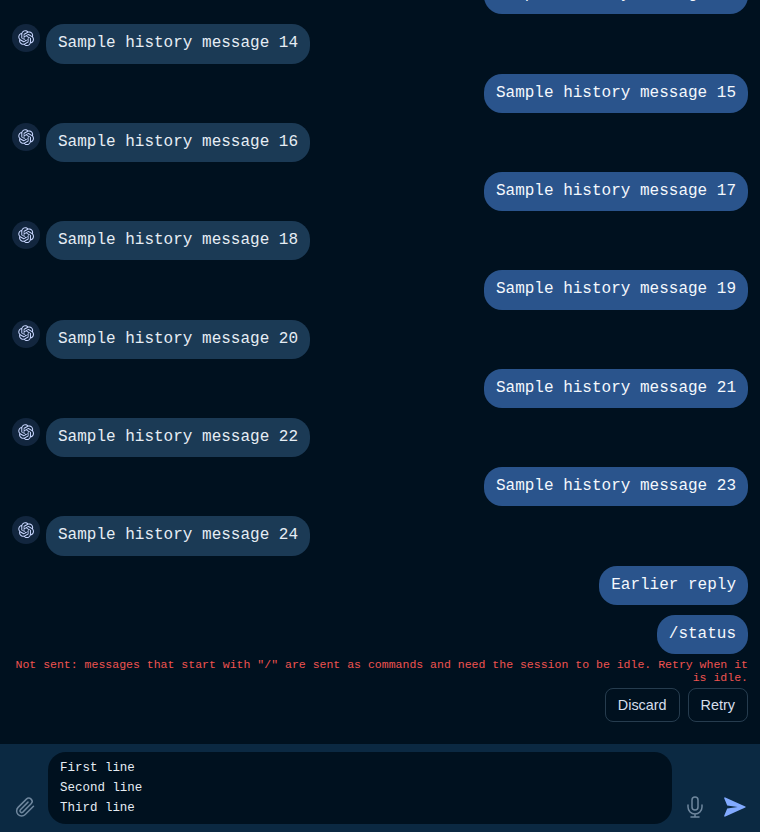 Sample history message 14
Sample history message 15
Sample history message 16
Sample history message 17
Sample history message 18
Sample history message 19
Sample history message 20
Sample history message 21
Sample history message 22
Sample history message 23
Sample history message 24
Earlier reply
/status
Not sent: messages that start with "/" are sent as commands and need the session to be idle. Retry when it
is idle.
Discard Retry
First line
Second line
Third line